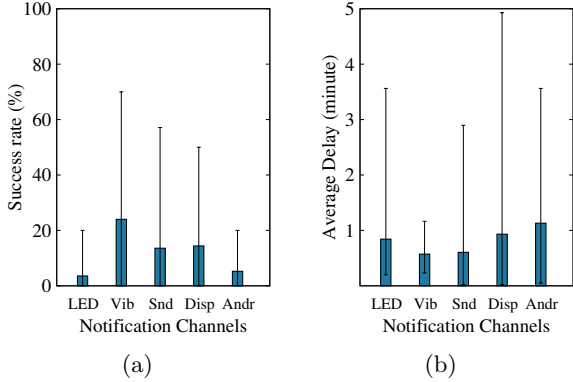 Success rate (%)
100
80
60
40
20
0
LED Vib Snd Disp Andr
Notification Channels
(a)
Average Delay (minute)
5
4
3
2
1
LED Vib Snd Disp Andr
Notification Channels
(b)